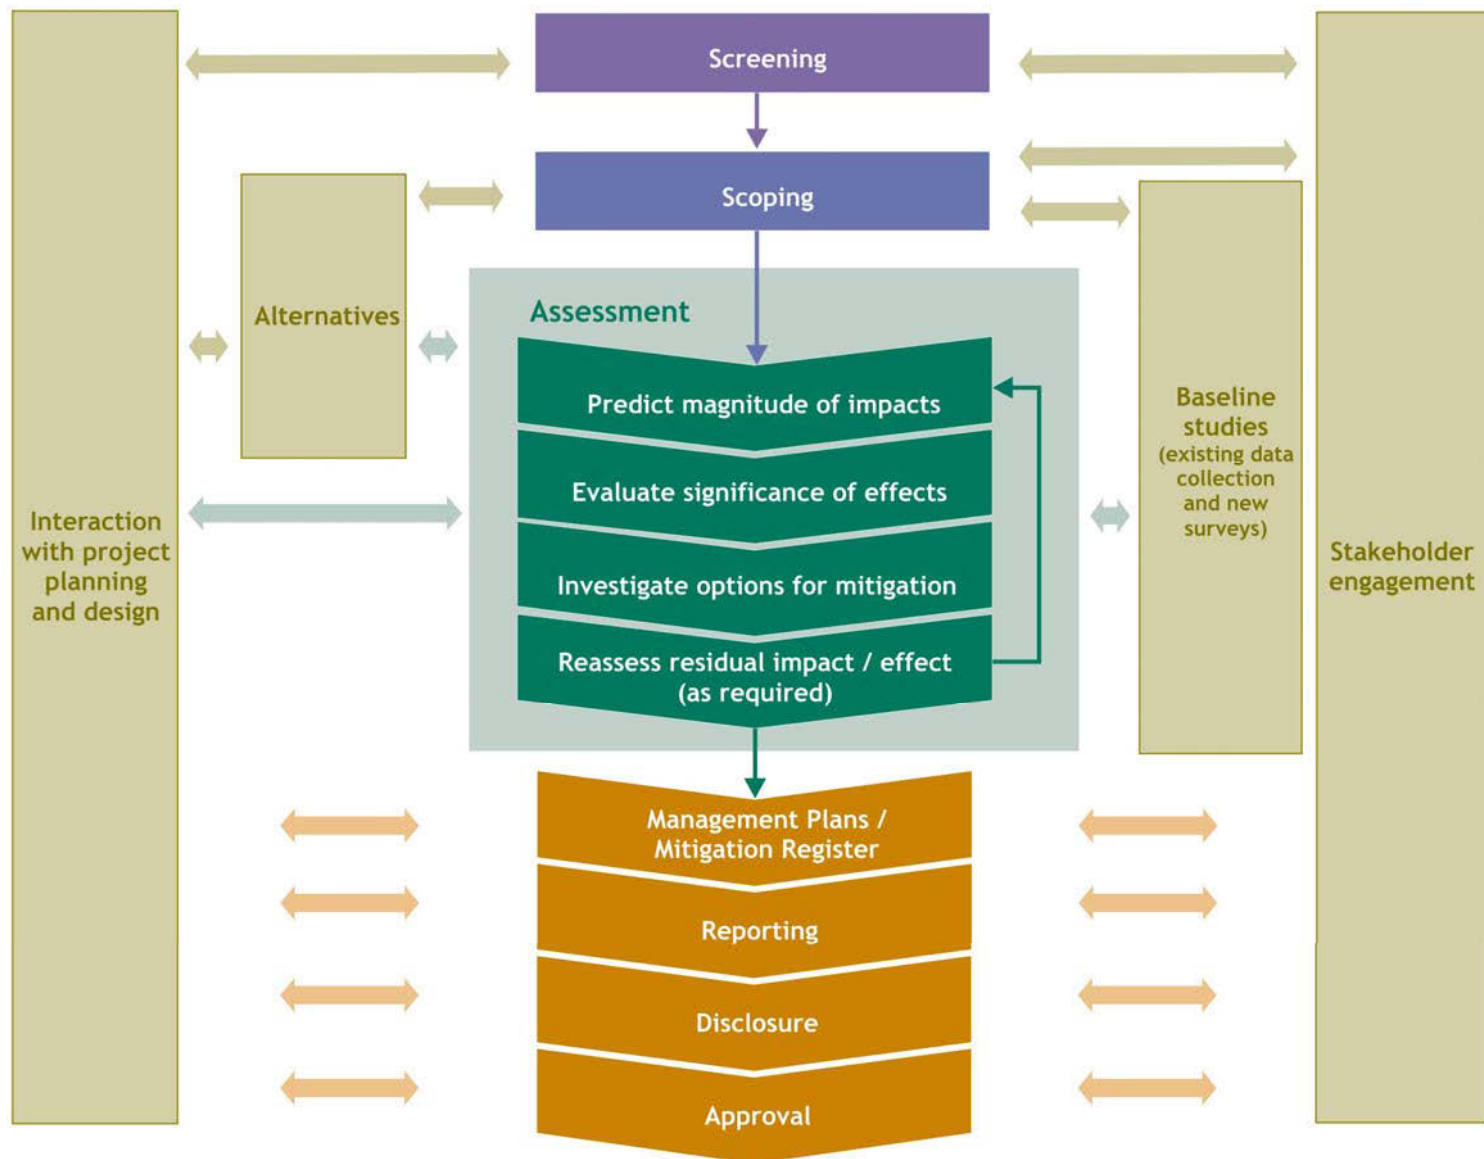 Screening
Scoping
Alternatives
Assessment
Predict magnitude of impacts
Evaluate significance of effects
Investigate options for mitigation
Reassess residual impact / effect
(as required)
Baseline
studies
(existing data
collection
and new
surveys)
Interaction
with project
planning
and design
Stakeholder
engagement
Management Plans /
Mitigation Register
Reporting
Disclosure
Approval